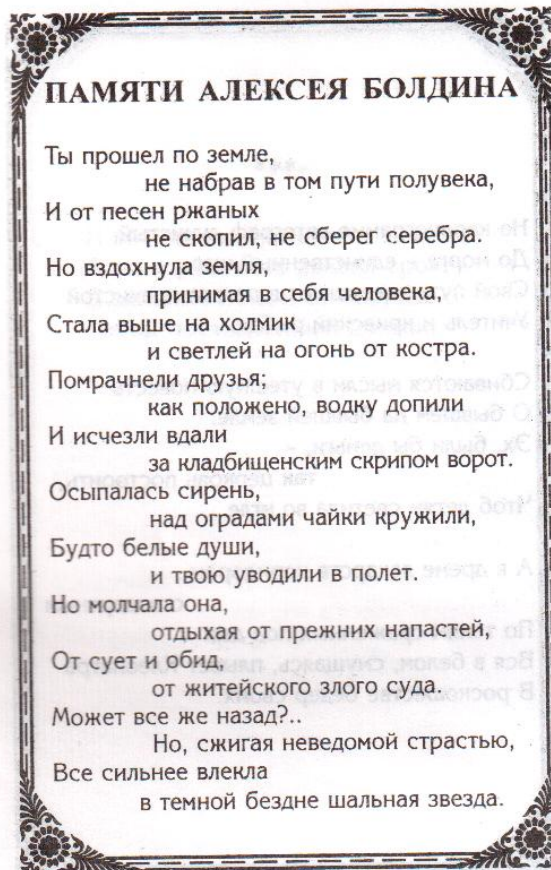 ПАМЯТИ АЛЕКСЕЯ БОЛДИНА
Ты прошел по земле,
не набрав в том пути полувека,
И от песен ржаных
не скопил, не сберег серебра.
Но вздохнула земля,
принимая в себя человека,
Стала выше на холмик
и светлей на огонь от костра.
Помрачнели друзья;
как положено, водку допили
И исчезли вдали
за кладбищенским скрипом ворот.
Осыпалась сирень,
над оградами чайки кружили,
Будто белые души,
и твою уводили в полет.
Но молчала она,
отдыхая от прежних напастей,
От сует и обид,
от житейского злого суда.
Может все же назад?..
Но, сжигая неведомой страстью,
Все сильнее влекла
в темной бездне шальная звезда.